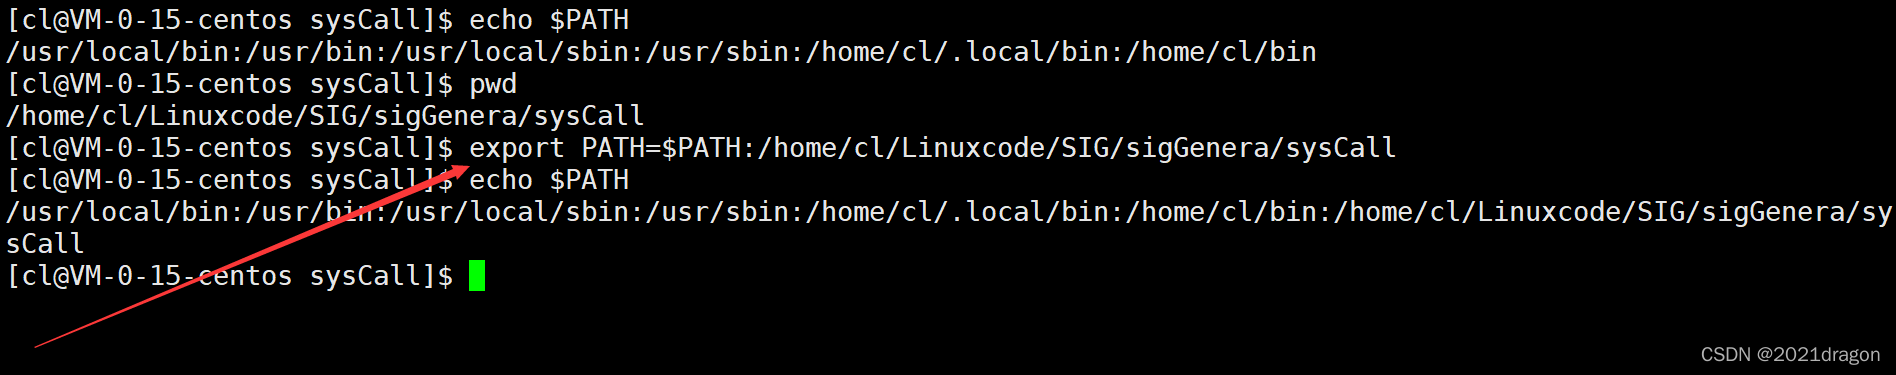 [cl@VM-0-15-centos sysCall]$ echo $PATH
/usr/local/bin:/usr/bin:/usr/local/sbin:/usr/sbin:/home/cl/.local/bin:/home/cl/bin
[cl@VM-0-15-centos sysCall]$ pwd
/home/cl/Linuxcode/SIG/sigGenera/sysCall
[cl@VM-0-15-centos sysCall]$ export PATH=$PATH:/home/cl/Linuxcode/SIG/sigGenera/sysCall
[cl@VM-0-15-centos sysCall]$ echo $PATH
/usr/local/bin:/usr/bin:/usr/local/sbin:/usr/sbin:/home/cl/.local/bin:/home/cl/bin:/home/cl/Linuxcode/SIG/sigGenera/sy
sCall
[cl@VM-0-15-centos sysCall]$
CSDN @2021dragon